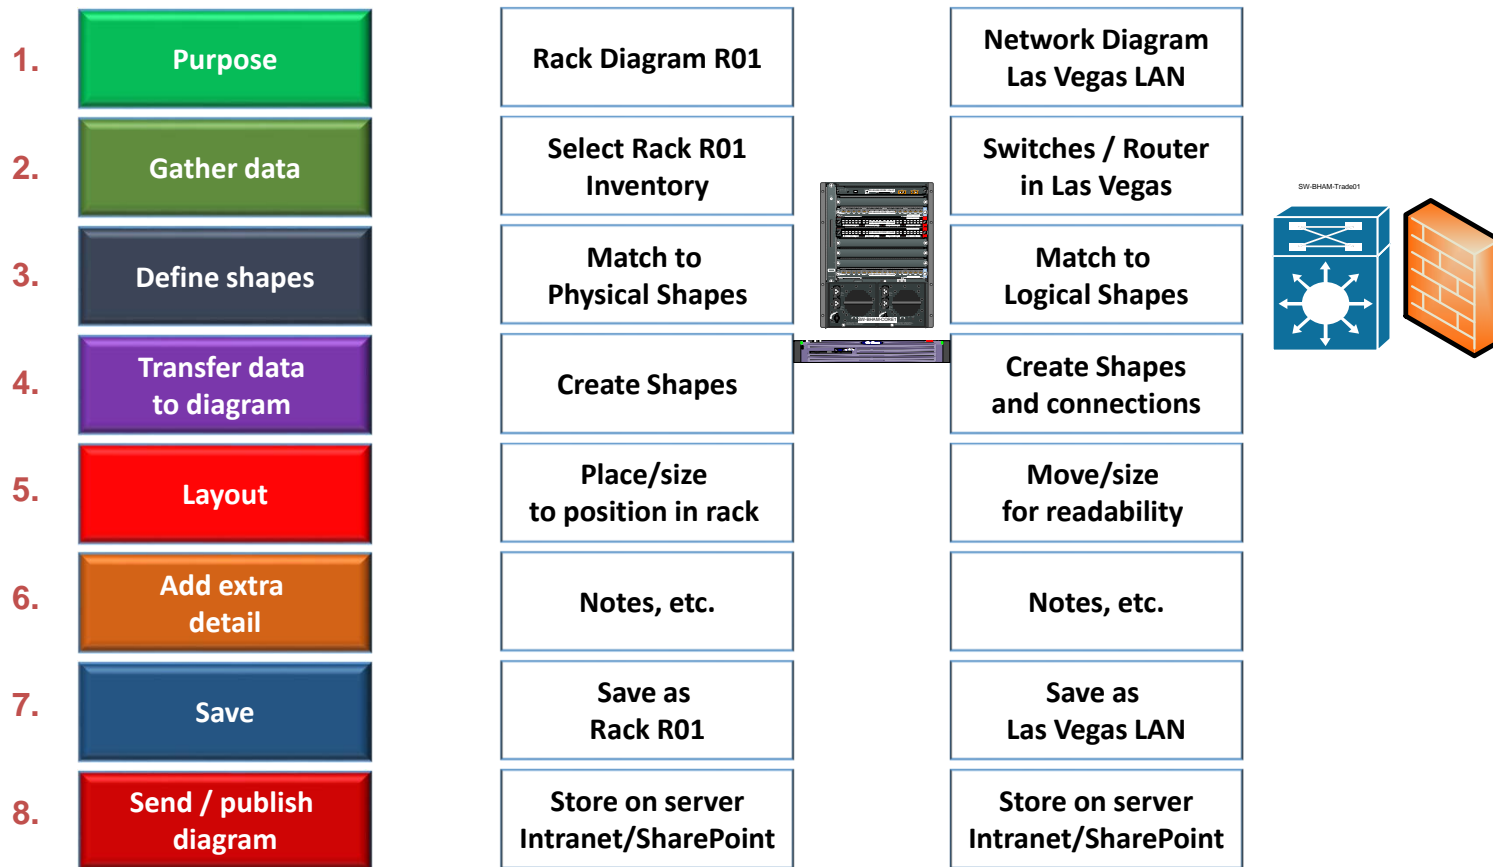 1.
Purpose
Rack Diagram R01
Network Diagram
Las Vegas LAN
2.
Gather data
Select Rack R01
Inventory
Switches / Router
in Las Vegas
SW-BHAM-Trade01
3.
Define shapes
Match to
Physical Shapes
SW-BHAM-CORE1
Match to
Logical Shapes
4.
Transfer data
to diagram
Create Shapes
Create Shapes
and connections
5.
Layout
Place/size
to position in rack
Move/size
for readability
6.
Add extra
detail
Notes, etc.
Notes, etc.
7.
Save
Save as
Rack R01
Save as
Las Vegas LAN
8.
Send / publish
diagram
Store on server
Intranet/SharePoint
Store on server
Intranet/SharePoint